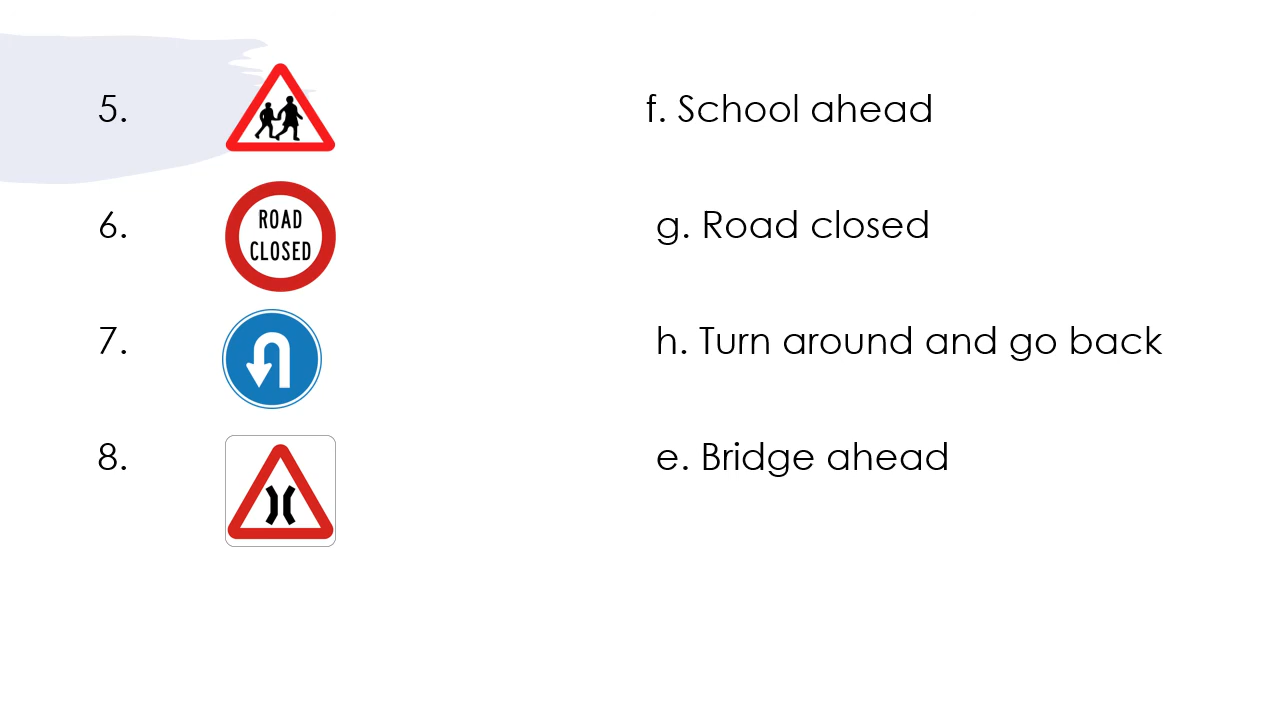 5. f. School ahead
6. ROAD CLOSED g. Road closed
7. h. Turn around and go back
8. e. Bridge ahead